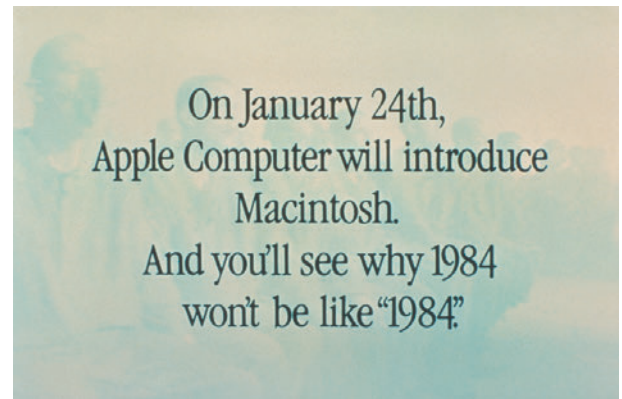 On January 24th,
Apple Computer will introduce
Macintosh.
And you'll see why 1984
won't be like “1984.”